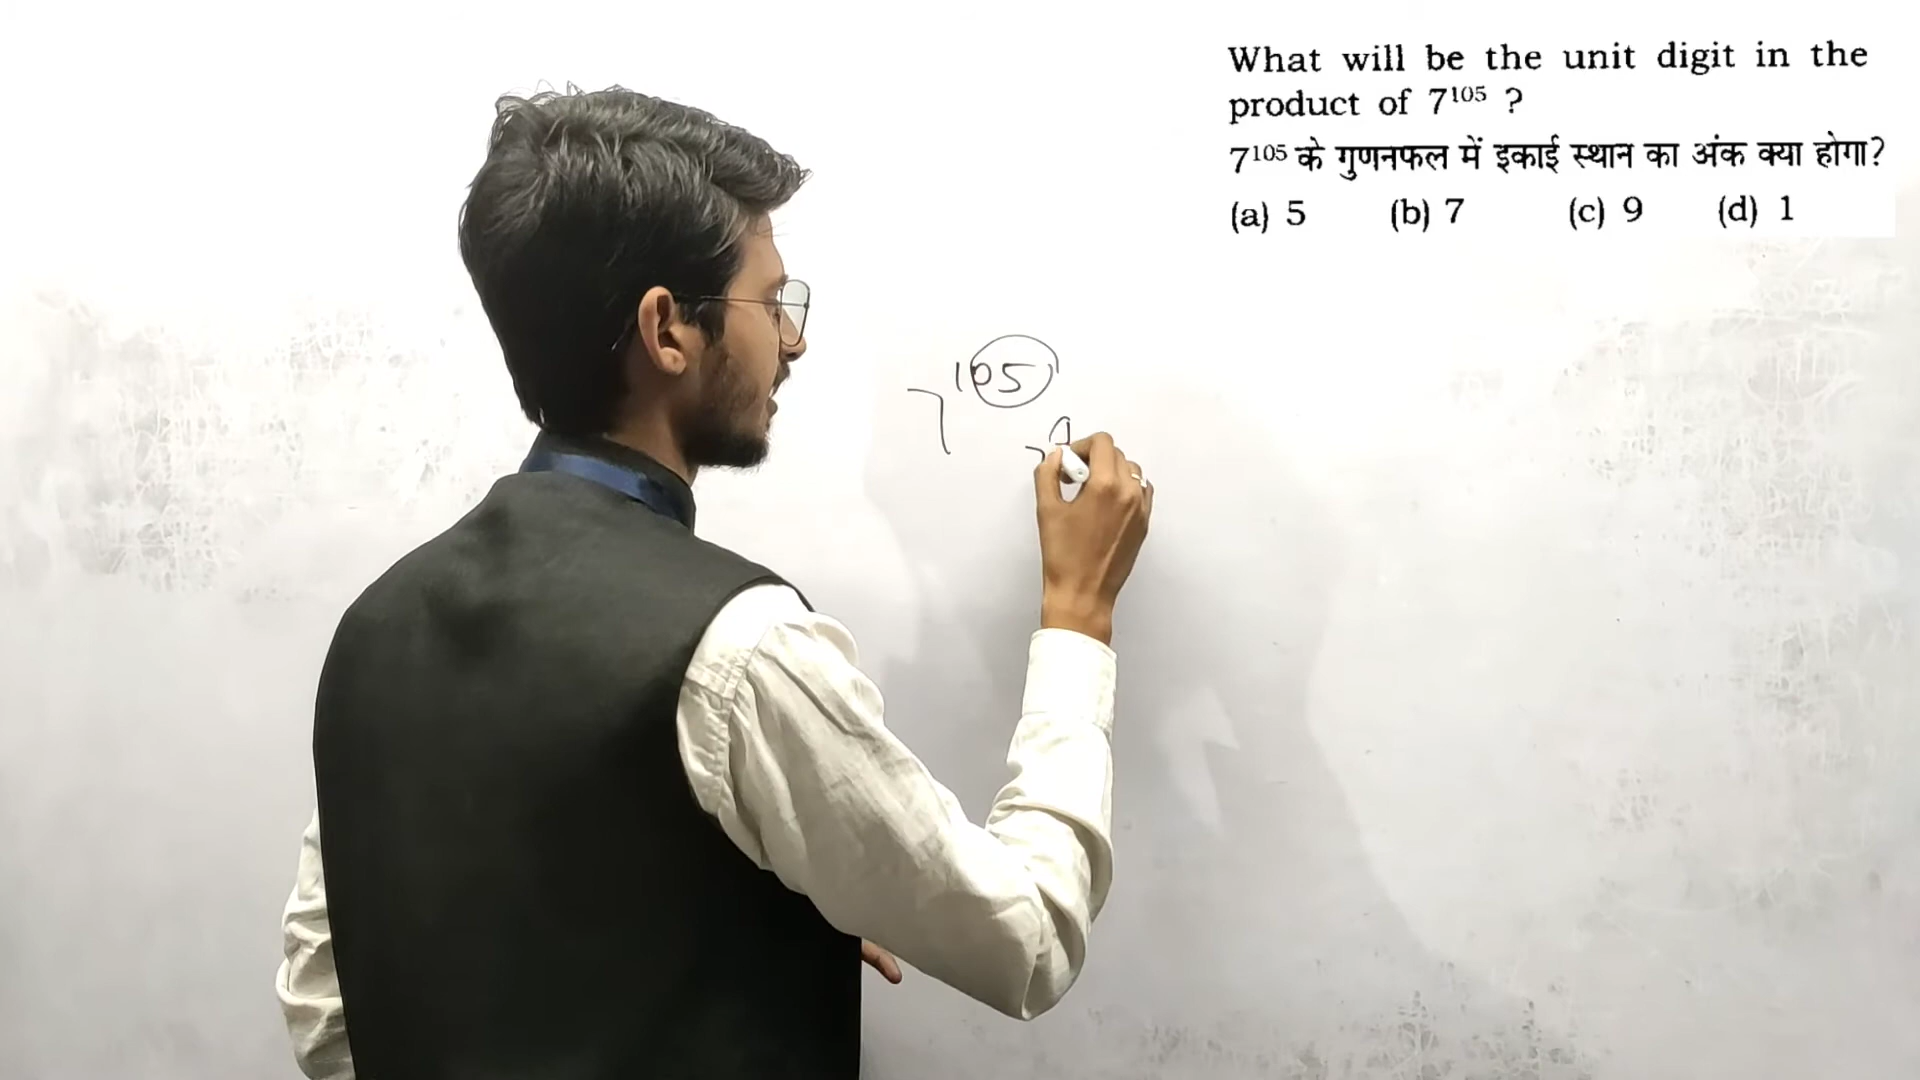 What will be the unit digit in the
product of 7¹⁰⁵ ?
7¹⁰⁵ के गुणनफल में इकाई स्थान का अंक क्या होगा?
(a) 5 (b) 7 (c) 9 (d) 1
7¹⁰⁵